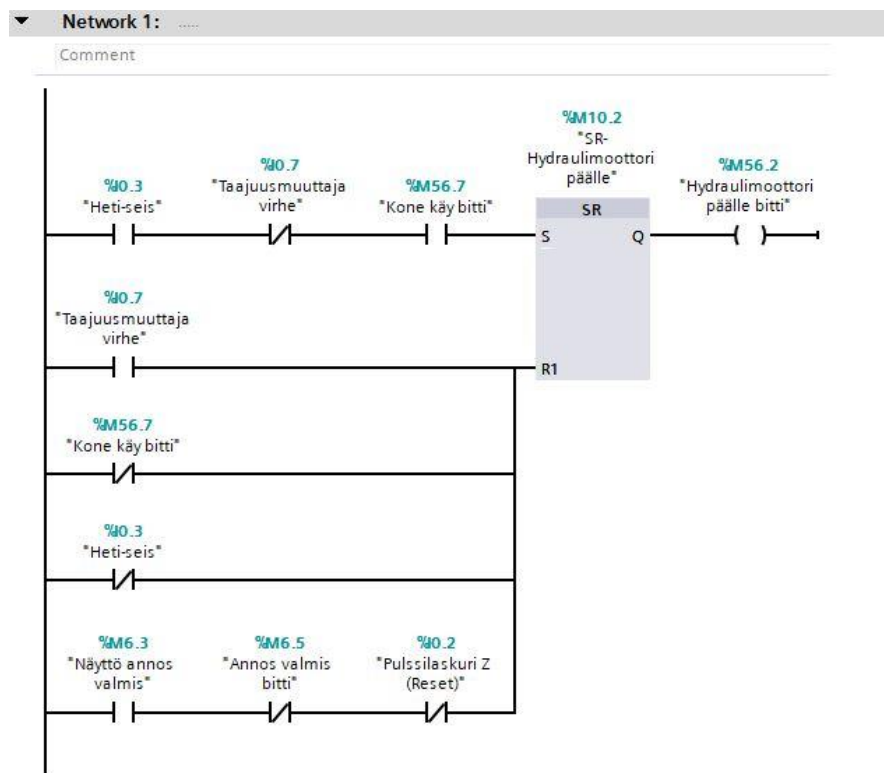 Network 1: .....
Comment
%M10.2
"SR-
Hydraulimoottori
päälle"
%I0.3
"Heti-seis"
%I0.7
"Taajuusmuuttaja
virhe"
%M56.7
"Kone käy bitti"
SR
S
Q
%M56.2
"Hydraulimoottori
päälle bitti"
%I0.7
"Taajuusmuuttaja
virhe"
R1
%M56.7
"Kone käy bitti"
%I0.3
"Heti-seis"
%M6.3
"Näyttö annos
valmis"
%M6.5
"Annos valmis
bitti"
%I0.2
"Pulssilaskuri Z
(Reset)"